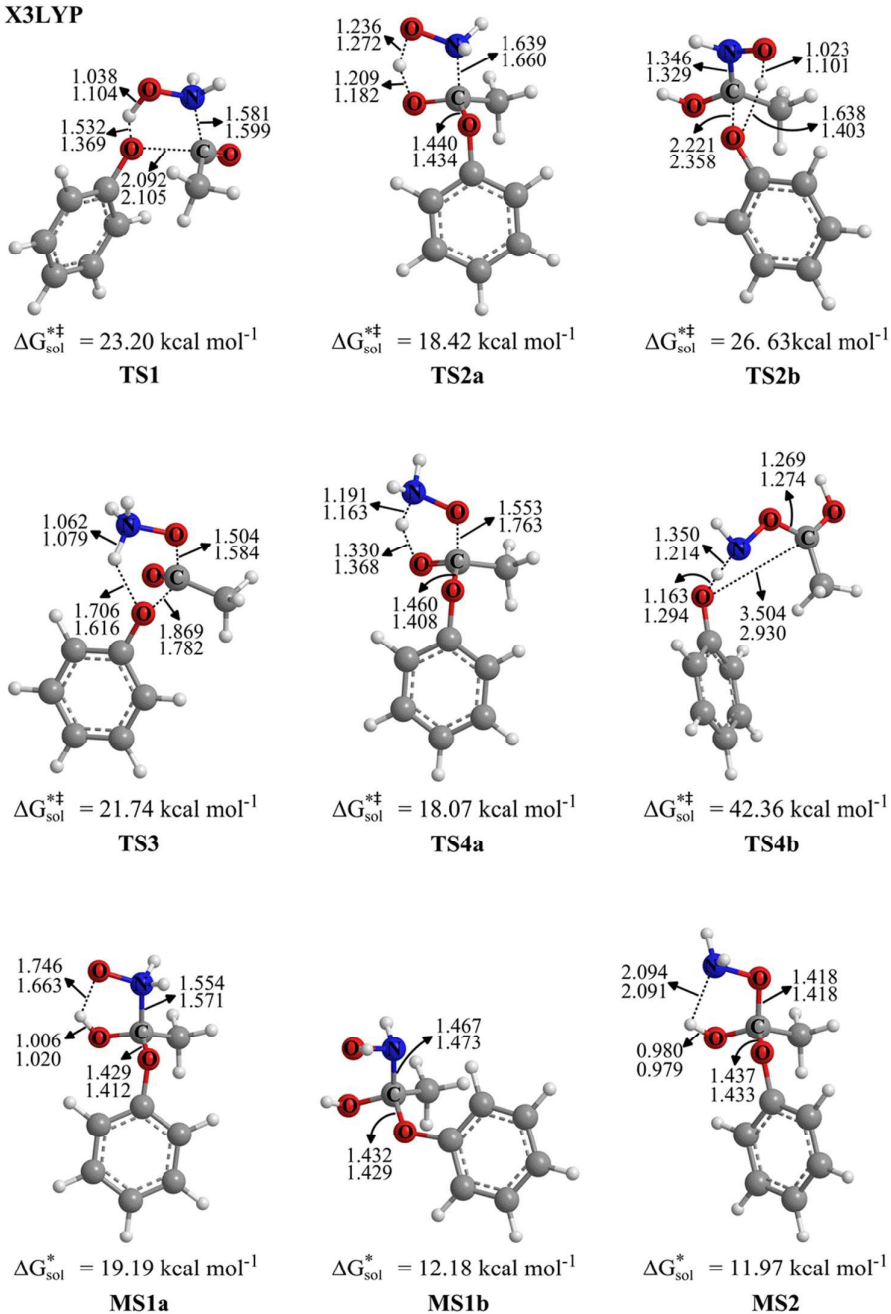 X3LYP
1.038
1.104
O
N
1.532
1.369
1.581
1.599
O
C
O
2.092
2.105
ΔG*‡sol = 23.20 kcal mol-1
TS1
1.236
1.272
O
N
1.209
1.182
1.639
1.660
O
C
O
1.440
1.434
ΔG*‡sol = 18.42 kcal mol-1
TS2a
1.346
1.329
N
O
1.023
1.101
O
C
1.638
1.403
2.221
2.358
O
ΔG*‡sol = 26. 63kcal mol-1
TS2b
1.062
1.079
N
O
1.504
1.584
O
C
1.706
1.616
O
1.869
1.782
ΔG*‡sol = 21.74 kcal mol-1
TS3
1.191
1.163
N
O
1.553
1.763
1.330
1.368
O
C
O
1.460
1.408
ΔG*‡sol = 18.07 kcal mol-1
TS4a
1.269
1.274
O
O
C
1.350
1.214
N
1.163
1.294
O
3.504
2.930
ΔG*‡sol = 42.36 kcal mol-1
TS4b
1.746
1.663
O
N
1.554
1.571
1.006
1.020
O
C
O
1.429
1.412
ΔG*sol = 19.19 kcal mol-1
MS1a
O
N
1.467
1.473
O
C
O
1.432
1.429
ΔG*sol = 12.18 kcal mol-1
MS1b
2.094
2.091
N
O
1.418
1.418
0.980
0.979
O
C
O
1.437
1.433
ΔG*sol = 11.97 kcal mol-1
MS2